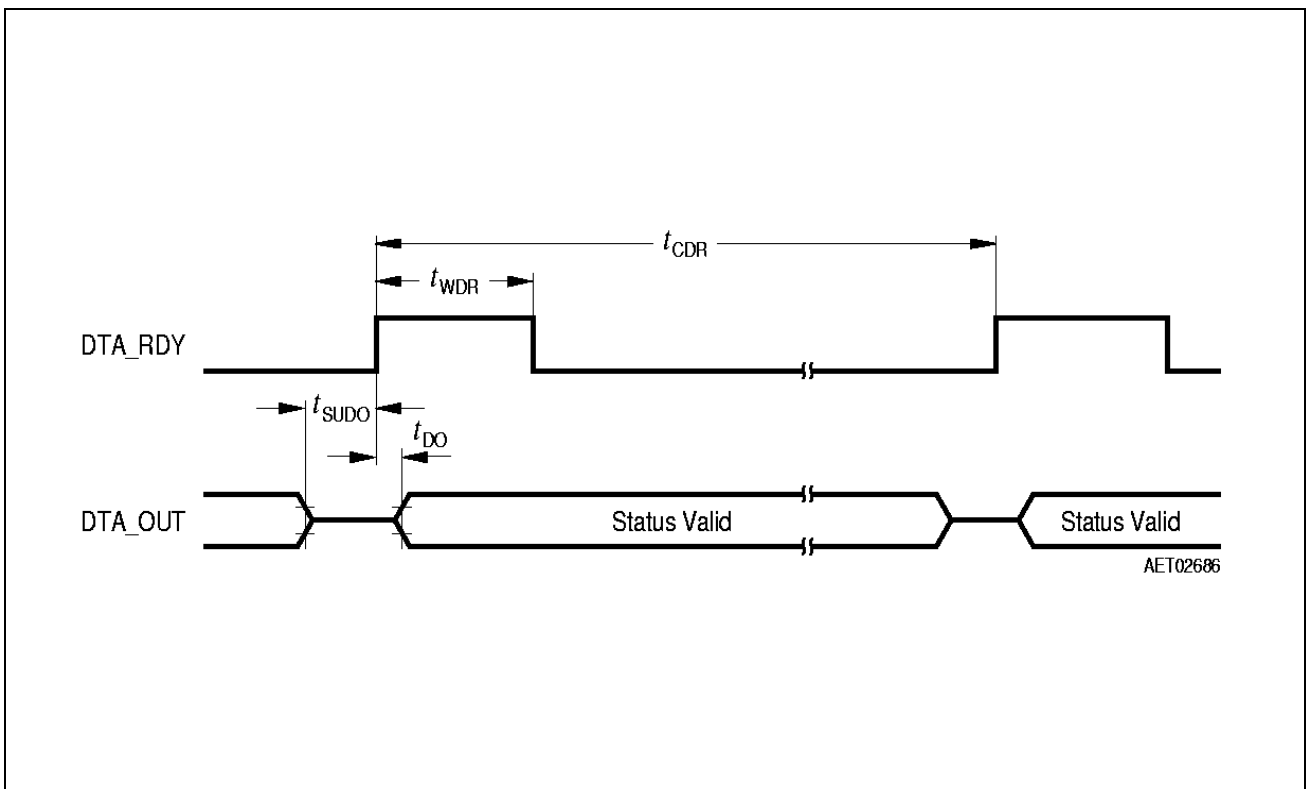 tCDR
tWDR
DTA_RDY
tSUDO
tDO
DTA_OUT
Status Valid
Status Valid
AET02686